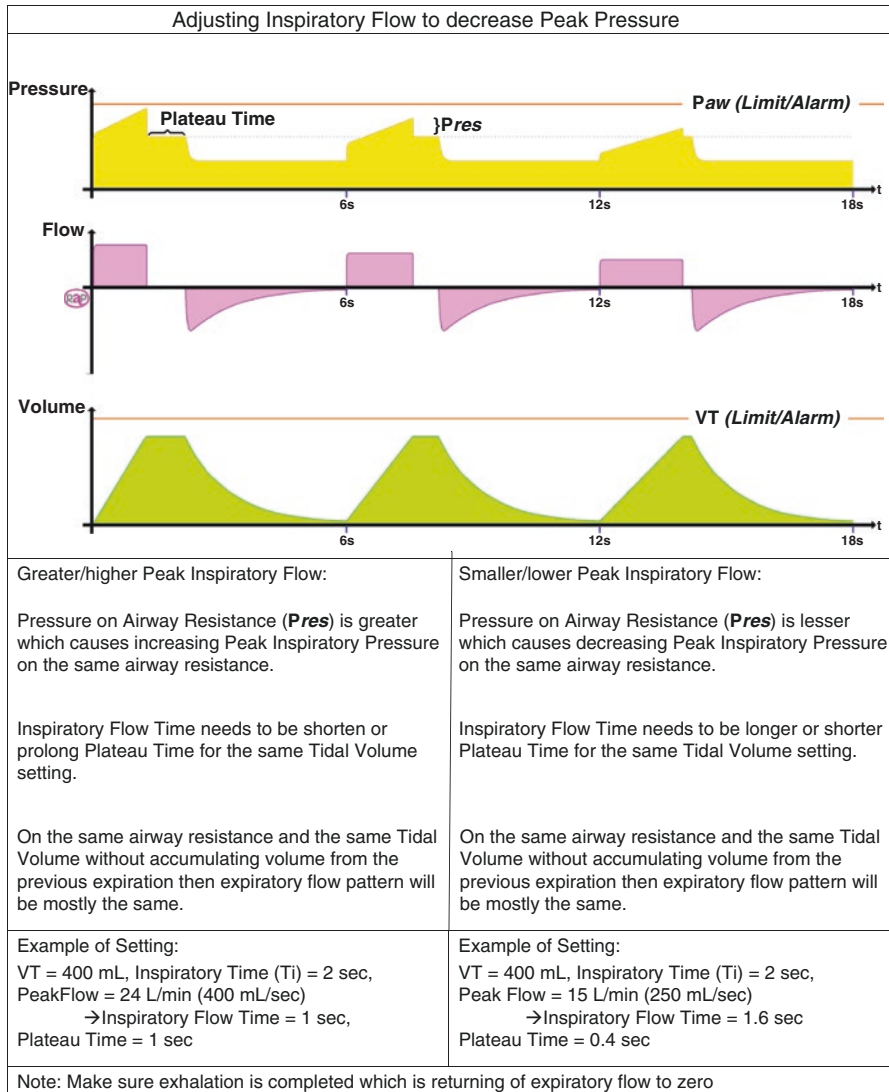 Adjusting Inspiratory Flow to decrease Peak Pressure
Pressure
Paw (Limit/Alarm)
Plateau Time
}Pres
t
6s
12s
18s
Flow
t
6s
12s
18s
Volume
VT (Limit/Alarm)
t
6s
12s
18s
Greater/higher Peak Inspiratory Flow:
Pressure on Airway Resistance (Pres) is greater
which causes increasing Peak Inspiratory Pressure
on the same airway resistance.
Inspiratory Flow Time needs to be shorten or
prolong Plateau Time for the same Tidal Volume
setting.
On the same airway resistance and the same Tidal
Volume without accumulating volume from the
previous expiration then expiratory flow pattern will
be mostly the same.
Smaller/lower Peak Inspiratory Flow:
Pressure on Airway Resistance (Pres) is lesser
which causes decreasing Peak Inspiratory Pressure
on the same airway resistance.
Inspiratory Flow Time needs to be longer or shorter
Plateau Time for the same Tidal Volume setting.
On the same airway resistance and the same Tidal
Volume without accumulating volume from the
previous expiration then expiratory flow pattern will
be mostly the same.
Example of Setting:
VT = 400 mL, Inspiratory Time (Ti) = 2 sec,
PeakFlow = 24 L/min (400 mL/sec)
→Inspiratory Flow Time = 1 sec,
Plateau Time = 1 sec
Example of Setting:
VT = 400 mL, Inspiratory Time (Ti) = 2 sec,
Peak Flow = 15 L/min (250 mL/sec)
→Inspiratory Flow Time = 1.6 sec
Plateau Time = 0.4 sec
Note: Make sure exhalation is completed which is returning of expiratory flow to zero